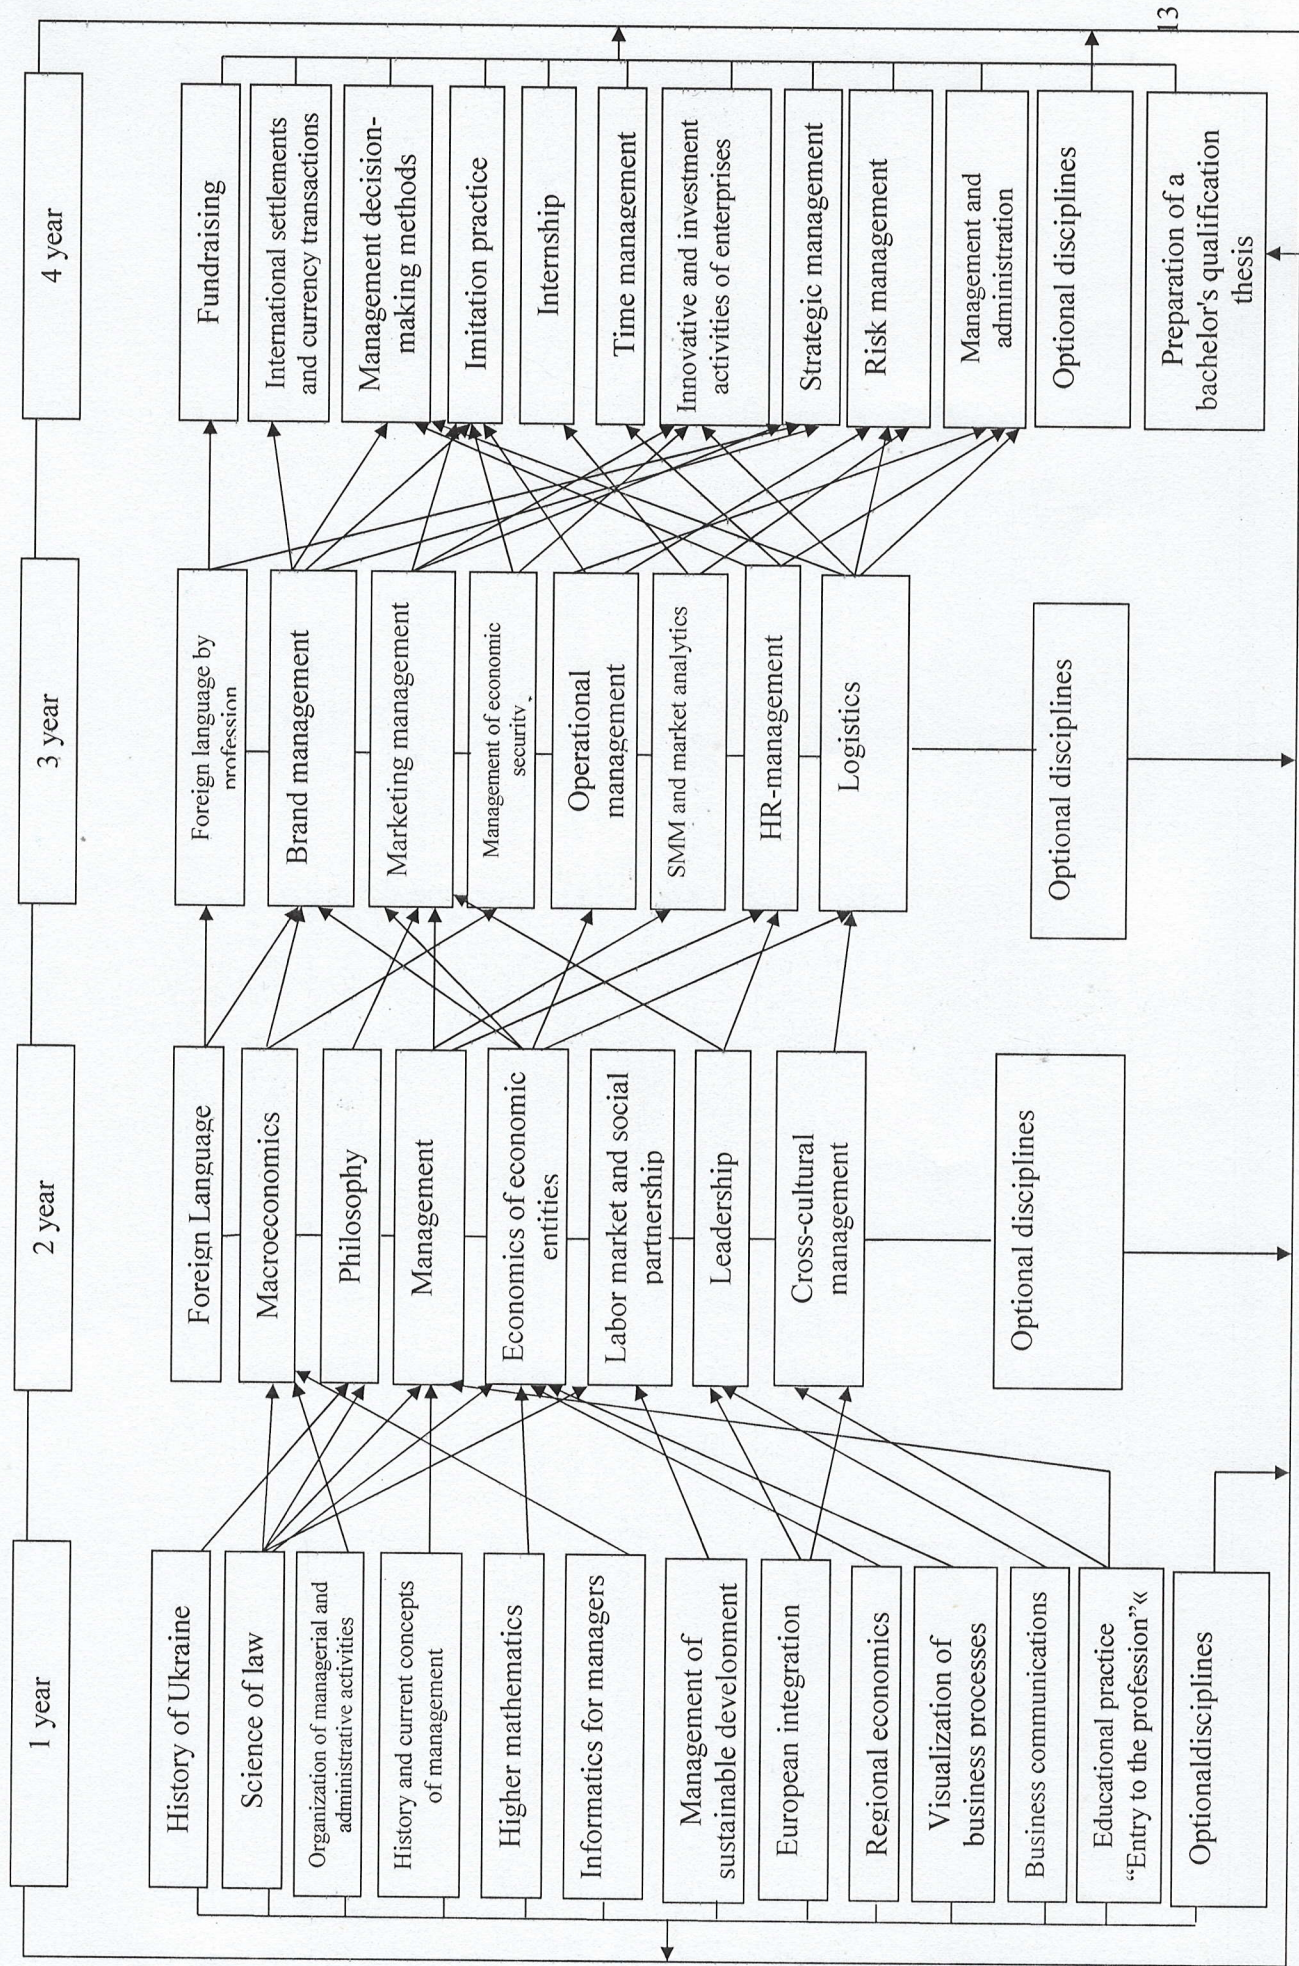 13
1 year
2 year
3 year
4 year
History of Ukraine
Science of law
Organization of managerial and
administrative activities
History and current concepts
of management
Higher mathematics
Informatics for managers
Management of
sustainable development
European integration
Regional economics
Visualization of
business processes
Business communications
Educational practice
“Entry to the profession”«
Optionaldisciplines
Foreign Language
Macroeconomics
Philosophy
Management
Economics of economic
entities
Labor market and social
partnership
Leadership
Cross-cultural
management
Optional disciplines
Foreign language by
profession
Brand management
Marketing management
Management of economic
security
Operational
management
SMM and market analytics
HR-management
Logistics
Optional disciplines
Fundraising
International settlements
and currency transactions
Management decision-
making methods
Imitation practice
Internship
Time management
Innovative and investment
activities of enterprises
Strategic management
Risk management
Management and
administration
Optional disciplines
Preparation of a
bachelor's qualification
thesis